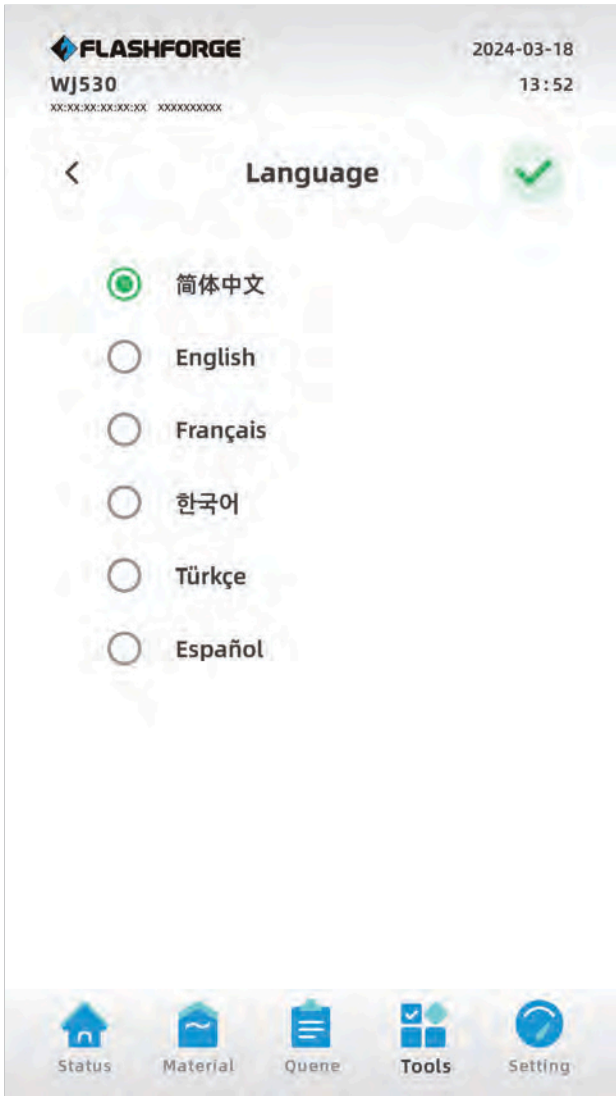 FLASHFORGE
2024-03-18
WJ530
13:52
xx:xx:xx:xx:xx:xx xxxxxxxxxx
Language
简体中文
English
Français
한국어
Türkçe
Español
Status Material Quene Tools Setting